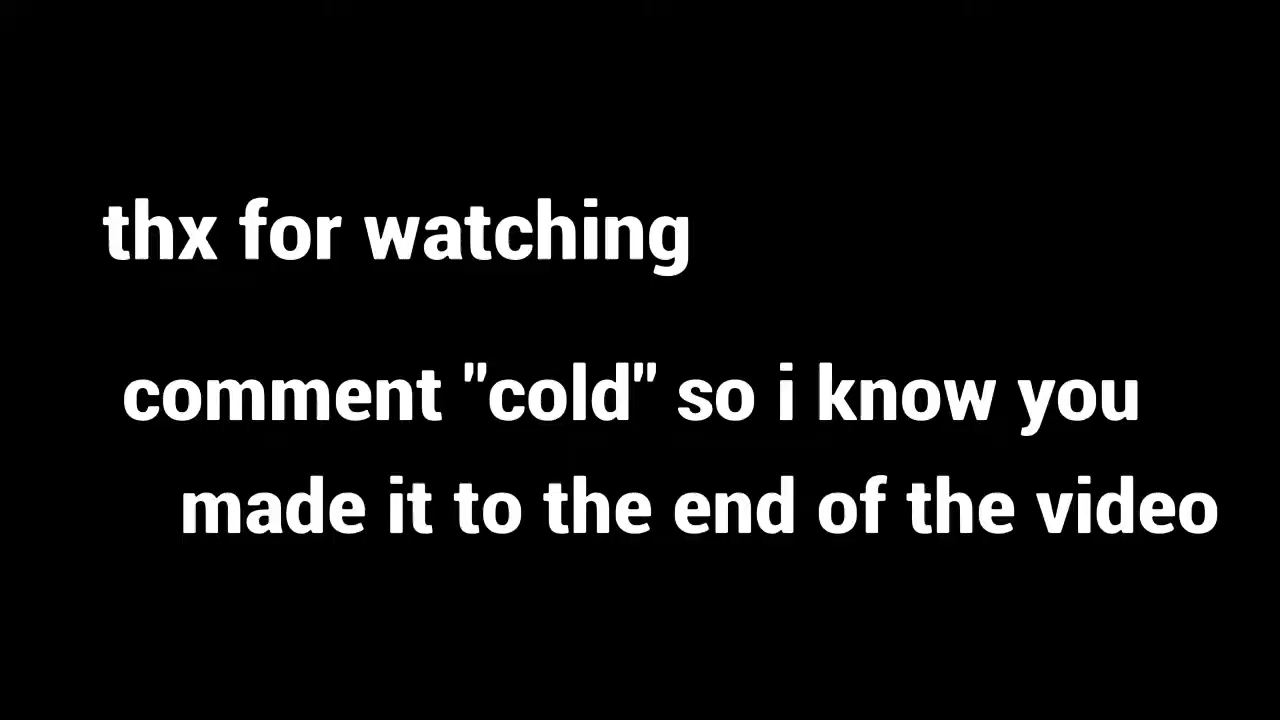 thx for watching
comment "cold" so i know you
made it to the end of the video